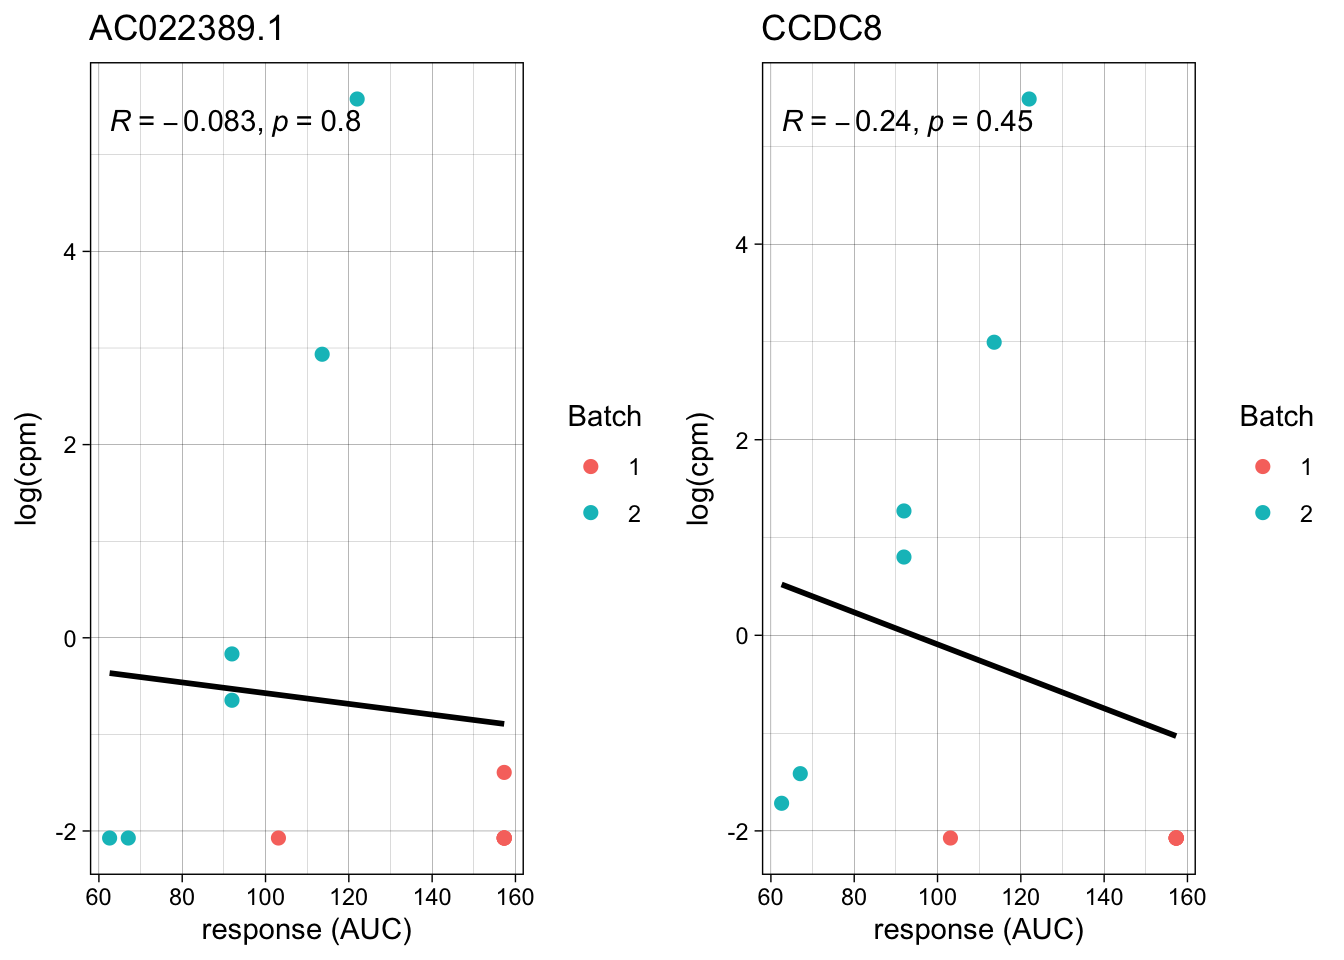 AC022389.1
R = −0.083, p = 0.8
4
2
0
-2
log(cpm)
60 80 100 120 140 160
response (AUC)
Batch
1
2
CCDC8
R = −0.24, p = 0.45
4
2
0
-2
log(cpm)
60 80 100 120 140 160
response (AUC)
Batch
1
2